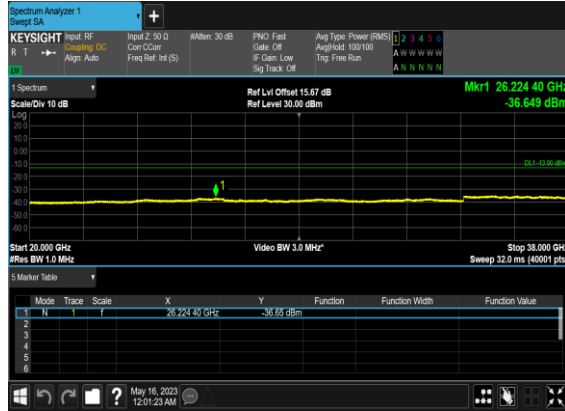 Spectrum Analyzer 1
Swept SA
+
KEYSIGHT Input: RF Input Z: 50 Ω #Atten: 30 dB PNO: Fast Avg Type: Power (RMS) 1 2 3 4 5 6
R T Coupling: DC Corr CCorr Gate: Off Avg|Hold: 100/100 A W W W W W
Align: Auto Freq Ref: Int (S) IF Gain: Low Trig: Free Run
LV Sig Track: Off A N N N N N
1 Spectrum Ref Lvl Offset 15.67 dB Mkr1 26.224 40 GHz
Scale/Div 10 dB Ref Level 30.00 dBm -36.649 dBm
Log
20.0
10.0
0.00
-10.0
DL1 -13.00 dBm
-20.0
-30.0
1
-40.0
-50.0
-60.0
Start 20.000 GHz Video BW 3.0 MHz* Stop 38.000 GHz
#Res BW 1.0 MHz Sweep 32.0 ms (40001 pts)
5 Marker Table
Mode Trace Scale X Y Function Function Width Function Value
1 N 1 f 26.224 40 GHz -36.65 dBm
2
3
4
5
6
? May 16, 2023
12:01:23 AM